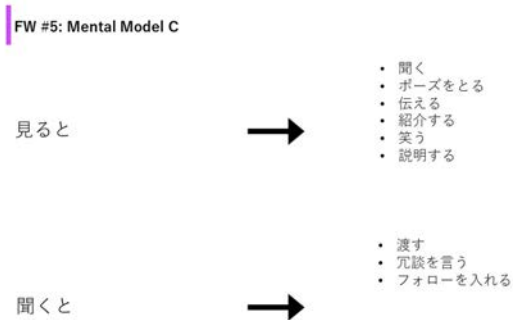 FW #5: Mental Model C
見ると
• 聞く
• ポーズをとる
• 伝える
• 紹介する
• 笑う
• 説明する
聞くと
• 渡す
• 冗談を言う
• フォローを入れる